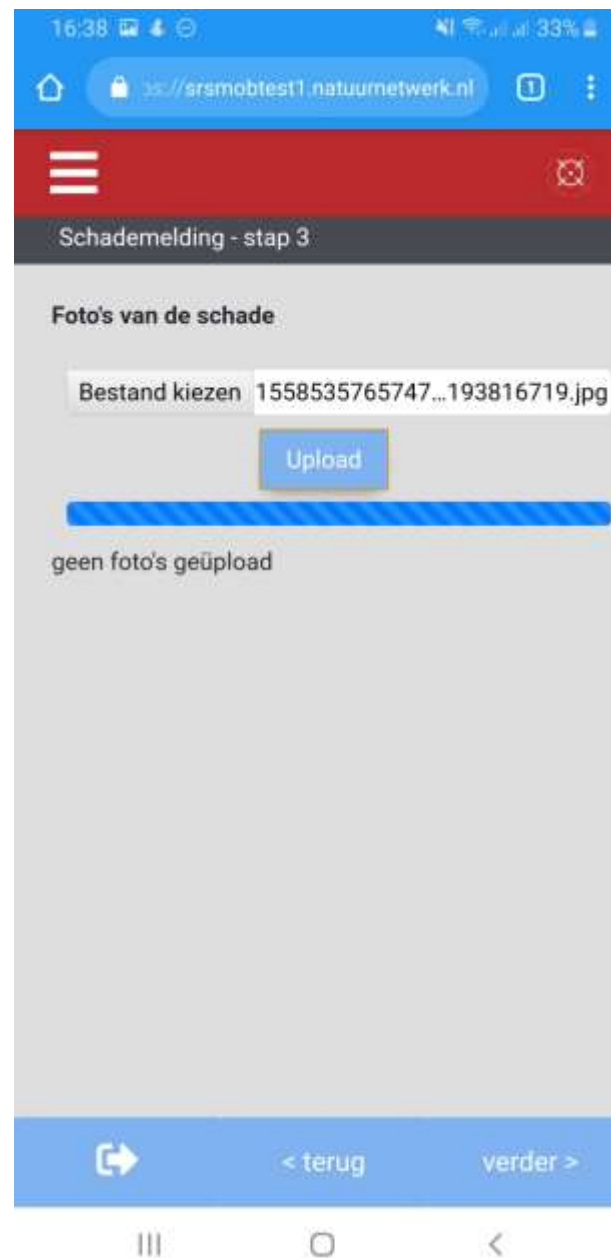 16:38 33%
://srsmobtest1.natuurnetwerk.nl 1
Schademelding - stap 3
Foto's van de schade
Bestand kiezen 1558535765747…193816719.jpg
Upload
geen foto's geüpload
< terug verder >